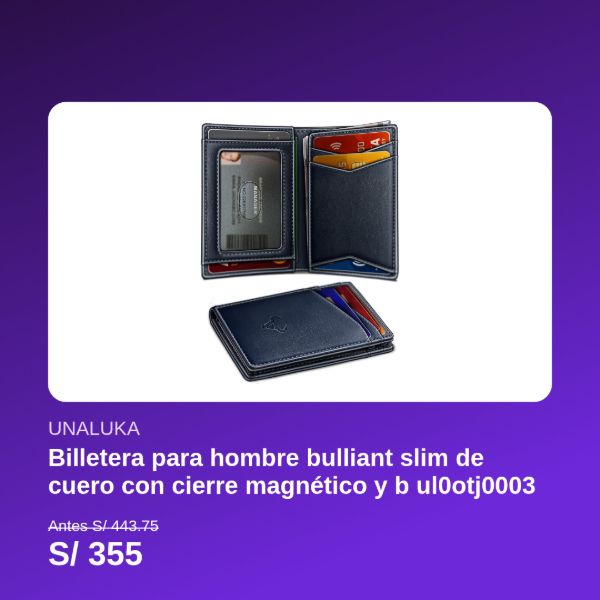 UNALUKA
Billetera para hombre bulliant slim de
cuero con cierre magnético y b ul0otj0003
Antes S/ 443.75
S/ 355